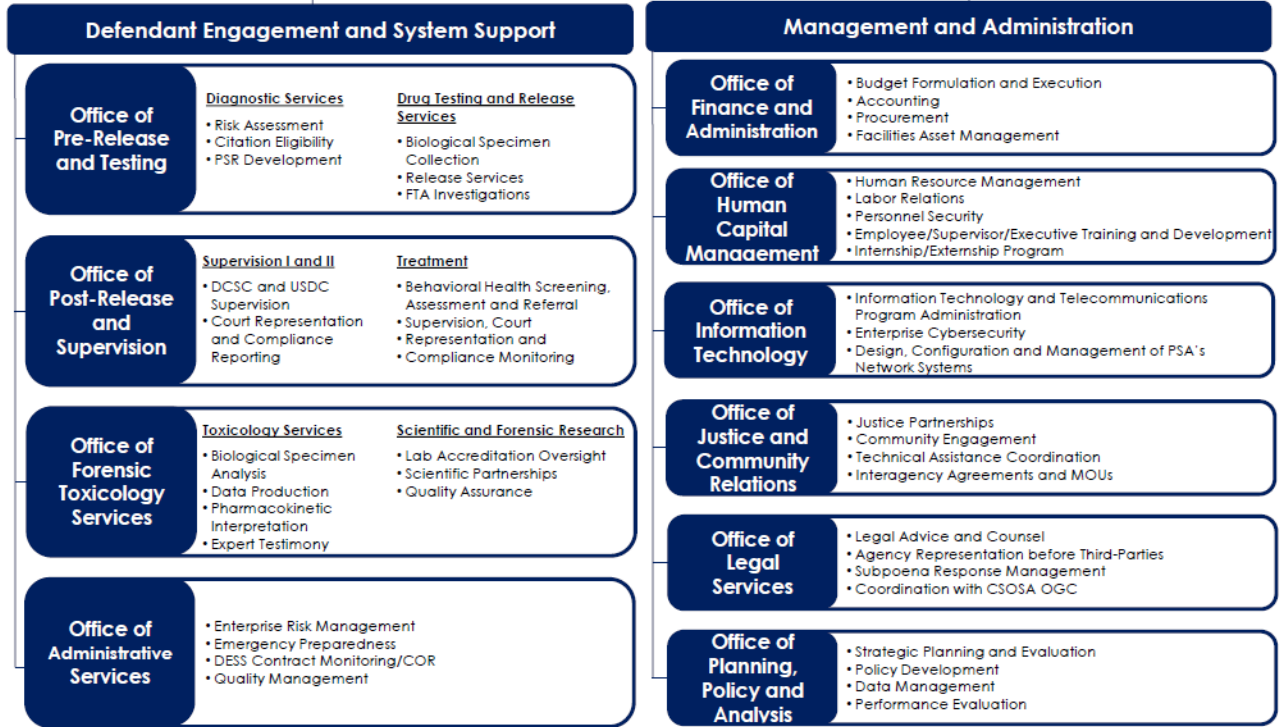 Defendant Engagement and System Support
Office of
Pre-Release
and Testing
Diagnostic Services
• Risk Assessment
• Citation Eligibility
• PSR Development
Drug Testing and Release
Services
• Biological Specimen
Collection
• Release Services
• FTA Investigations
Office of
Post-Release
and
Supervision
Supervision I and II
• DCSC and USDC
Supervision
• Court Representation
and Compliance
Reporting
Treatment
• Behavioral Health Screening,
Assessment and Referral
• Supervision, Court
• Representation and
• Compliance Monitoring
Office of
Forensic
Toxicology
Services
Toxicology Services
• Biological Specimen
Analysis
• Data Production
• Pharmacokinetic
Interpretation
• Expert Testimony
Scientific and Forensic Research
• Lab Accreditation Oversight
• Scientific Partnerships
• Quality Assurance
Office of
Administrative
Services
• Enterprise Risk Management
• Emergency Preparedness
• DESS Contract Monitoring/COR
• Quality Management
Management and Administration
Office of
Finance and
Administration
• Budget Formulation and Execution
• Accounting
• Procurement
• Facilities Asset Management
Office of
Human
Capital
Management
• Human Resource Management
• Labor Relations
• Personnel Security
• Employee/Supervisor/Executive Training and Development
• Internship/Externship Program
Office of
Information
Technology
• Information Technology and Telecommunications
Program Administration
• Enterprise Cybersecurity
• Design, Configuration and Management of PSA's
Network Systems
Office of
Justice and
Community
Relations
• Justice Partnerships
• Community Engagement
• Technical Assistance Coordination
• Interagency Agreements and MOUs
Office of
Legal
Services
• Legal Advice and Counsel
• Agency Representation before Third-Parties
• Subpoena Response Management
• Coordination with CSOSA OGC
Office of
Planning,
Policy and
Analysis
• Strategic Planning and Evaluation
• Policy Development
• Data Management
• Performance Evaluation